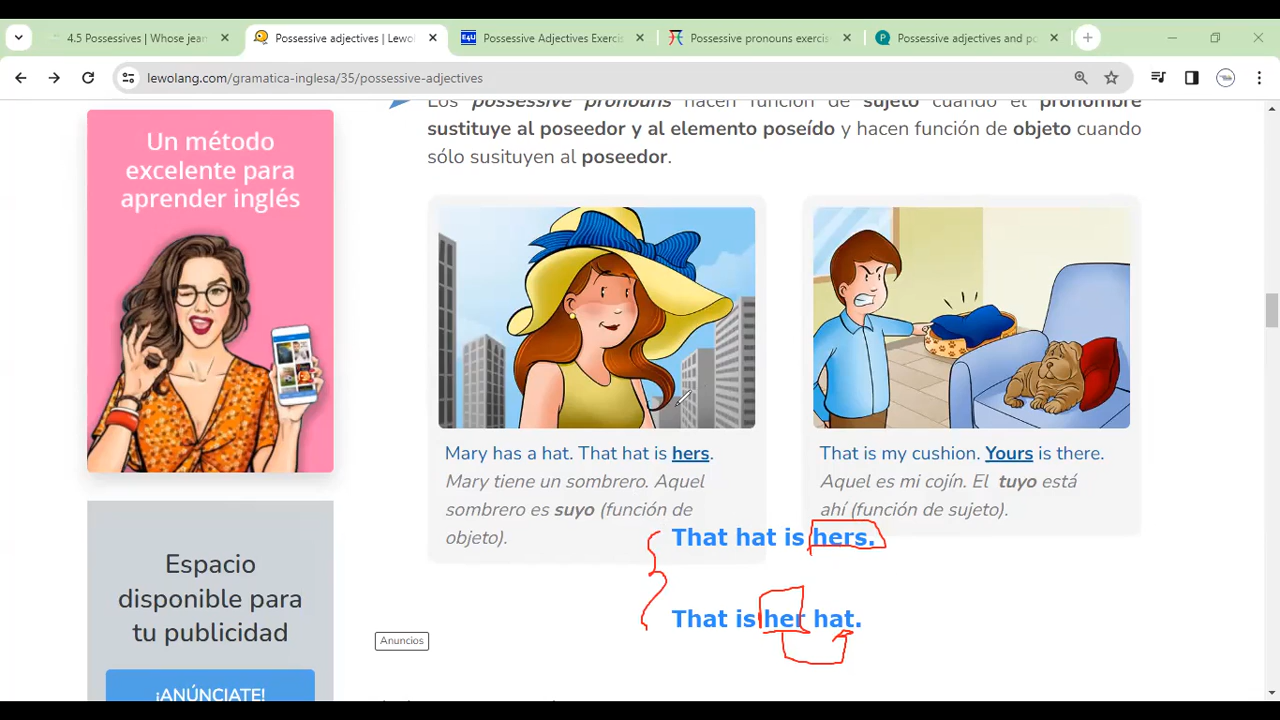 4.5 Possessives | Whose jean
Possessive adjectives | Lewo
Possessive Adjectives Exercis
Possessive pronouns exercis
Possessive adjectives and po
lewolang.com/gramatica-inglesa/35/possessive-adjectives
Un método
excelente para
aprender inglés
Espacio
disponible para
tu publicidad
¡ANÚNCIATE!
Anuncios
Los possessive pronouns hacen función de sujeto cuando el pronombre
sustituye al poseedor y al elemento poseído y hacen función de objeto cuando
sólo susituyen al poseedor.
Mary has a hat. That hat is hers.
Mary tiene un sombrero. Aquel
sombrero es suyo (función de
objeto).
That is my cushion. Yours is there.
Aquel es mi cojín. El tuyo está
ahí (función de sujeto).
That hat is hers.
That is her hat.